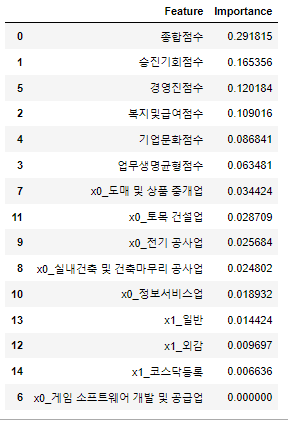 Feature Importance
0 종합점수 0.291815
1 승진기회점수 0.165356
5 경영진점수 0.120184
2 복지및급여점수 0.109016
4 기업문화점수 0.086841
3 업무생명균형점수 0.063481
7 x0_도매 및 상품 중개업 0.034424
11 x0_토목 건설업 0.028709
9 x0_전기 공사업 0.025684
8 x0_실내건축 및 건축마무리 공사업 0.024802
10 x0_정보서비스업 0.018932
13 x1_일반 0.014424
12 x1_외감 0.009697
14 x1_코스닥등록 0.006636
6 x0_게임 소프트웨어 개발 및 공급업 0.000000